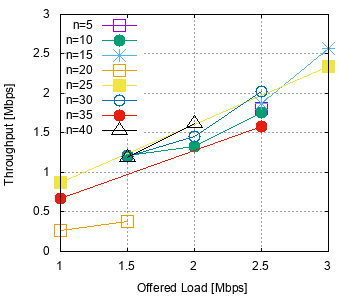 3
2.5
2
1.5
1
0.5
0
Throughput [Mbps]
n=5
n=10
n=15
n=20
n=25
n=30
n=35
n=40
1 1.5 2 2.5 3
Offered Load [Mbps]